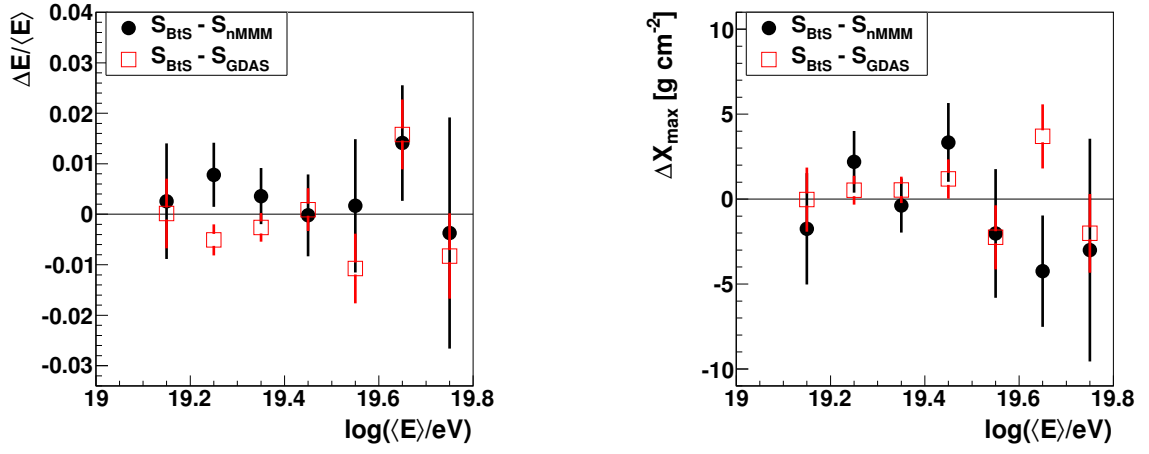 ΔE/⟨E⟩
0.04
0.03
0.02
0.01
0
-0.01
-0.02
-0.03
S_BtS - S_nMMM
S_BtS - S_GDAS
19 19.2 19.4 19.6 19.8
log(⟨E⟩/eV)
ΔX_max [g cm⁻²]
10
5
0
-5
-10
S_BtS - S_nMMM
S_BtS - S_GDAS
19 19.2 19.4 19.6 19.8
log(⟨E⟩/eV)